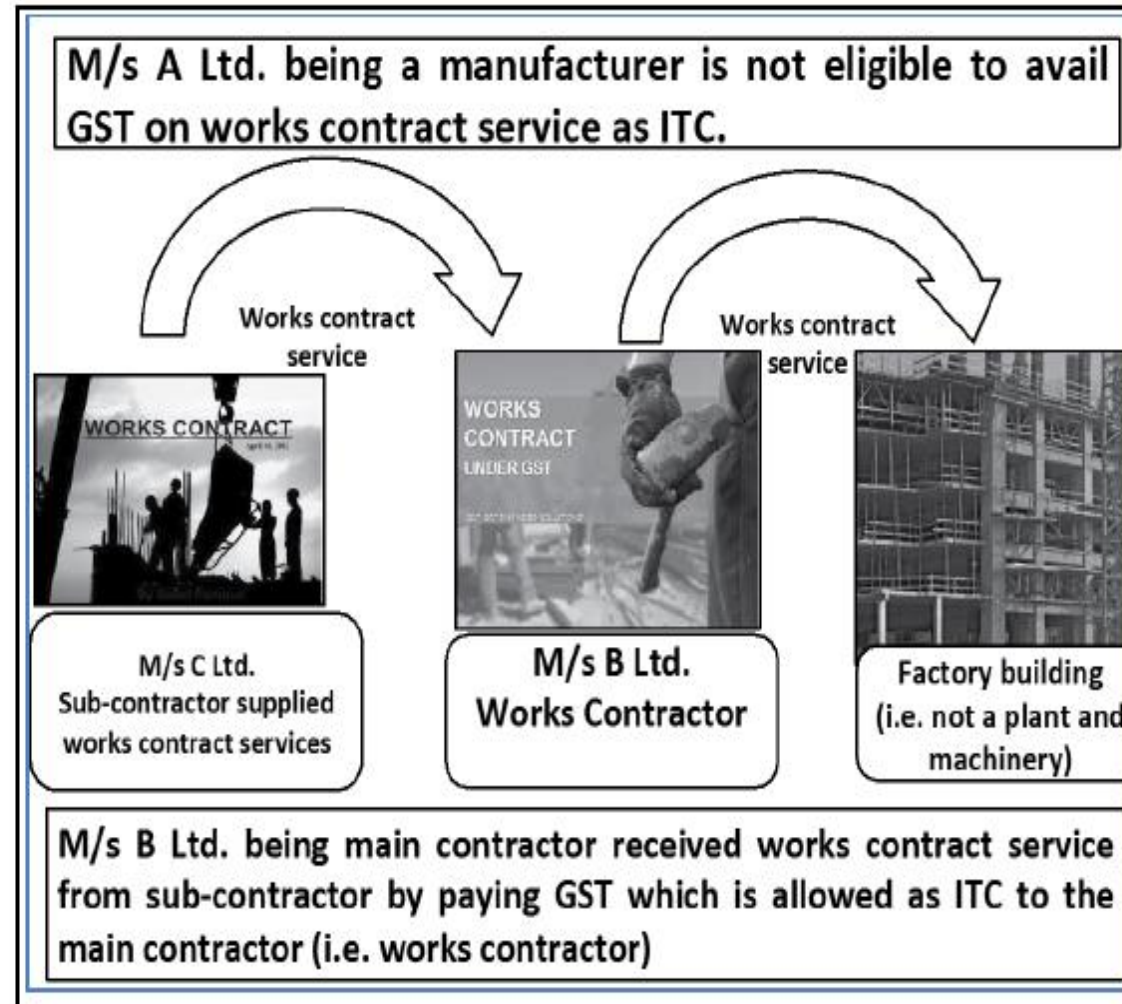 M/s A Ltd. being a manufacturer is not eligible to avail
GST on works contract service as ITC.
Works contract
service
Works contract
service
WORKS CONTRACT
WORKS
CONTRACT
UNDER GST
M/s C Ltd.
Sub-contractor supplied
works contract services
M/s B Ltd.
Works Contractor
Factory building
(i.e. not a plant and
machinery)
M/s B Ltd. being main contractor received works contract service
from sub-contractor by paying GST which is allowed as ITC to the
main contractor (i.e. works contractor)